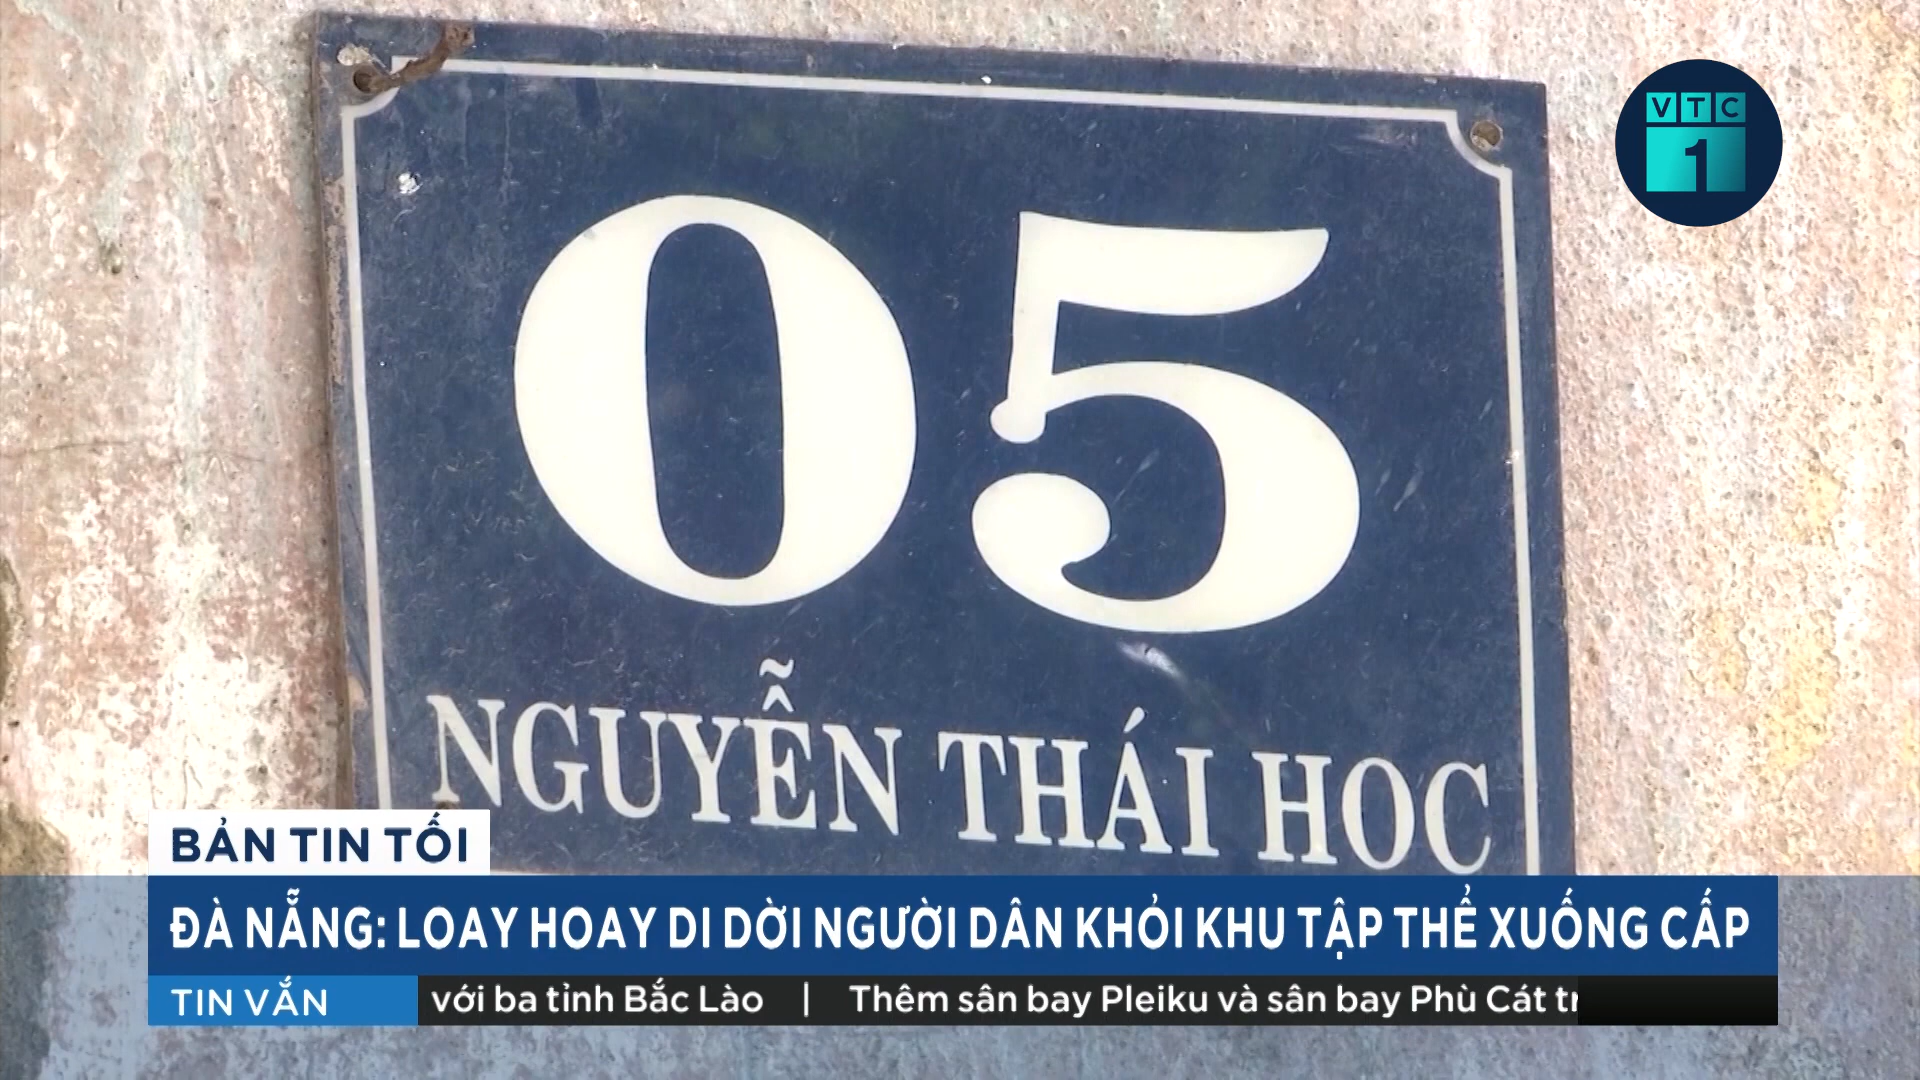 VTC
1
05
NGUYỄN THÁI HOC
BẢN TIN TỐI
ĐÀ NẴNG: LOAY HOAY DI DỜI NGƯỜI DÂN KHỎI KHU TẬP THỂ XUỐNG CẤP
TIN VẮN với ba tỉnh Bắc Lào | Thêm sân bay Pleiku và sân bay Phù Cát tr